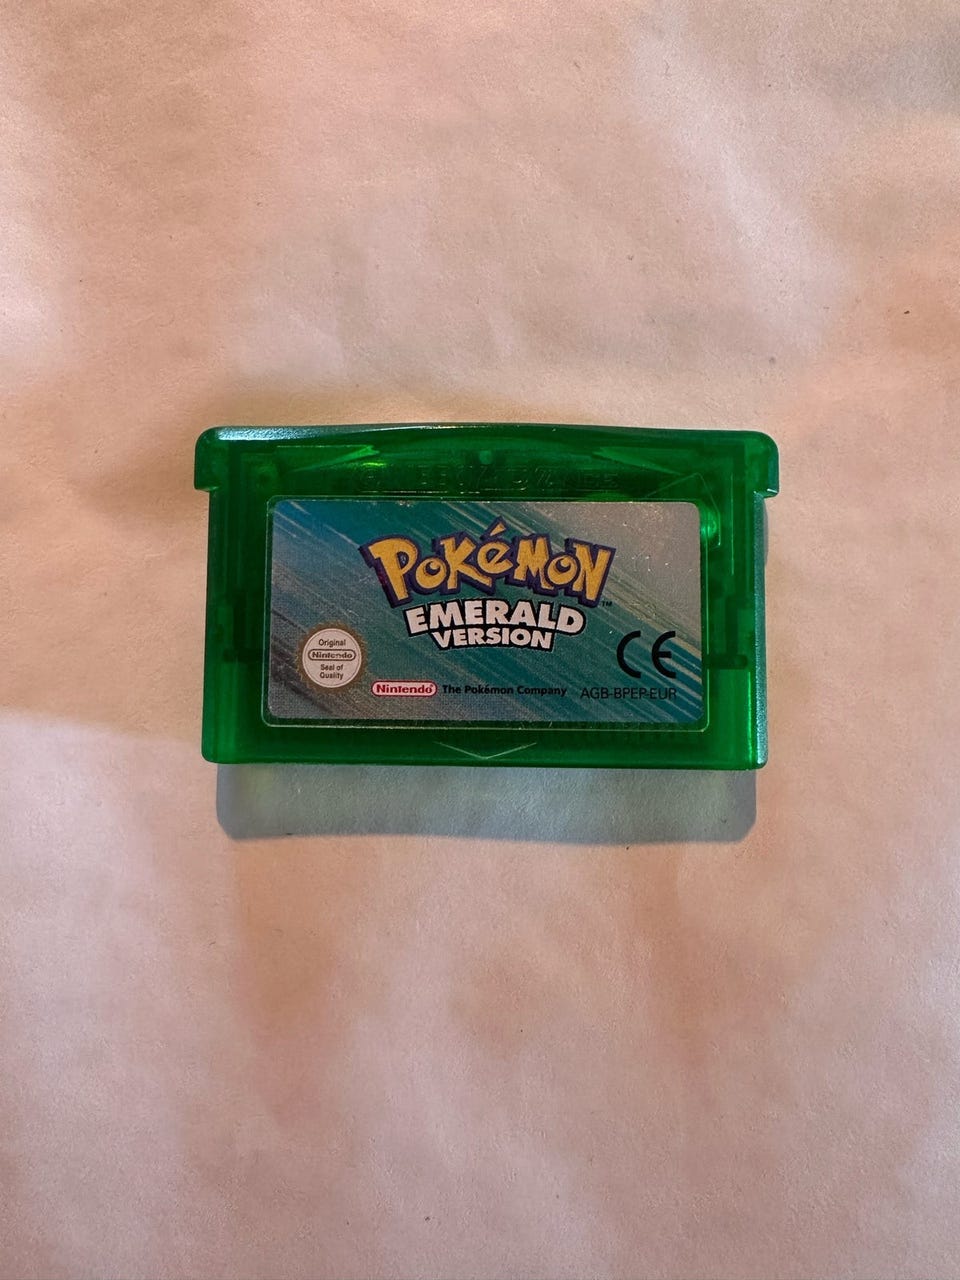 GAME BOY ADVANCE
POKéMON
EMERALD
VERSION
™
Original
Nintendo
Seal of
Quality
Nintendo® The Pokémon Company
CE
AGB-BPEP-EUR